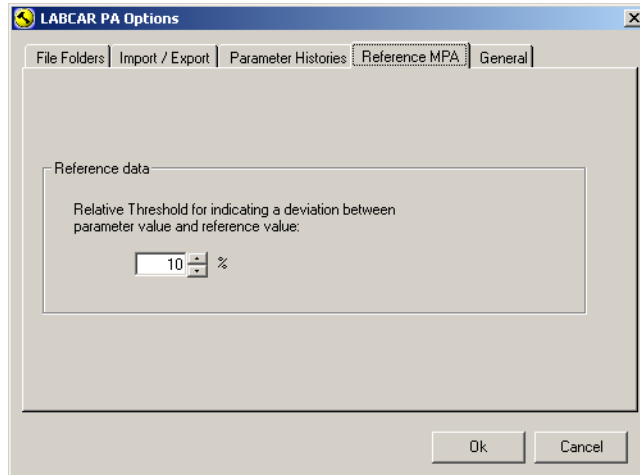 LABCAR PA Options
File Folders Import / Export Parameter Histories Reference MPA General
Reference data
Relative Threshold for indicating a deviation between
parameter value and reference value:
10 %
Ok Cancel